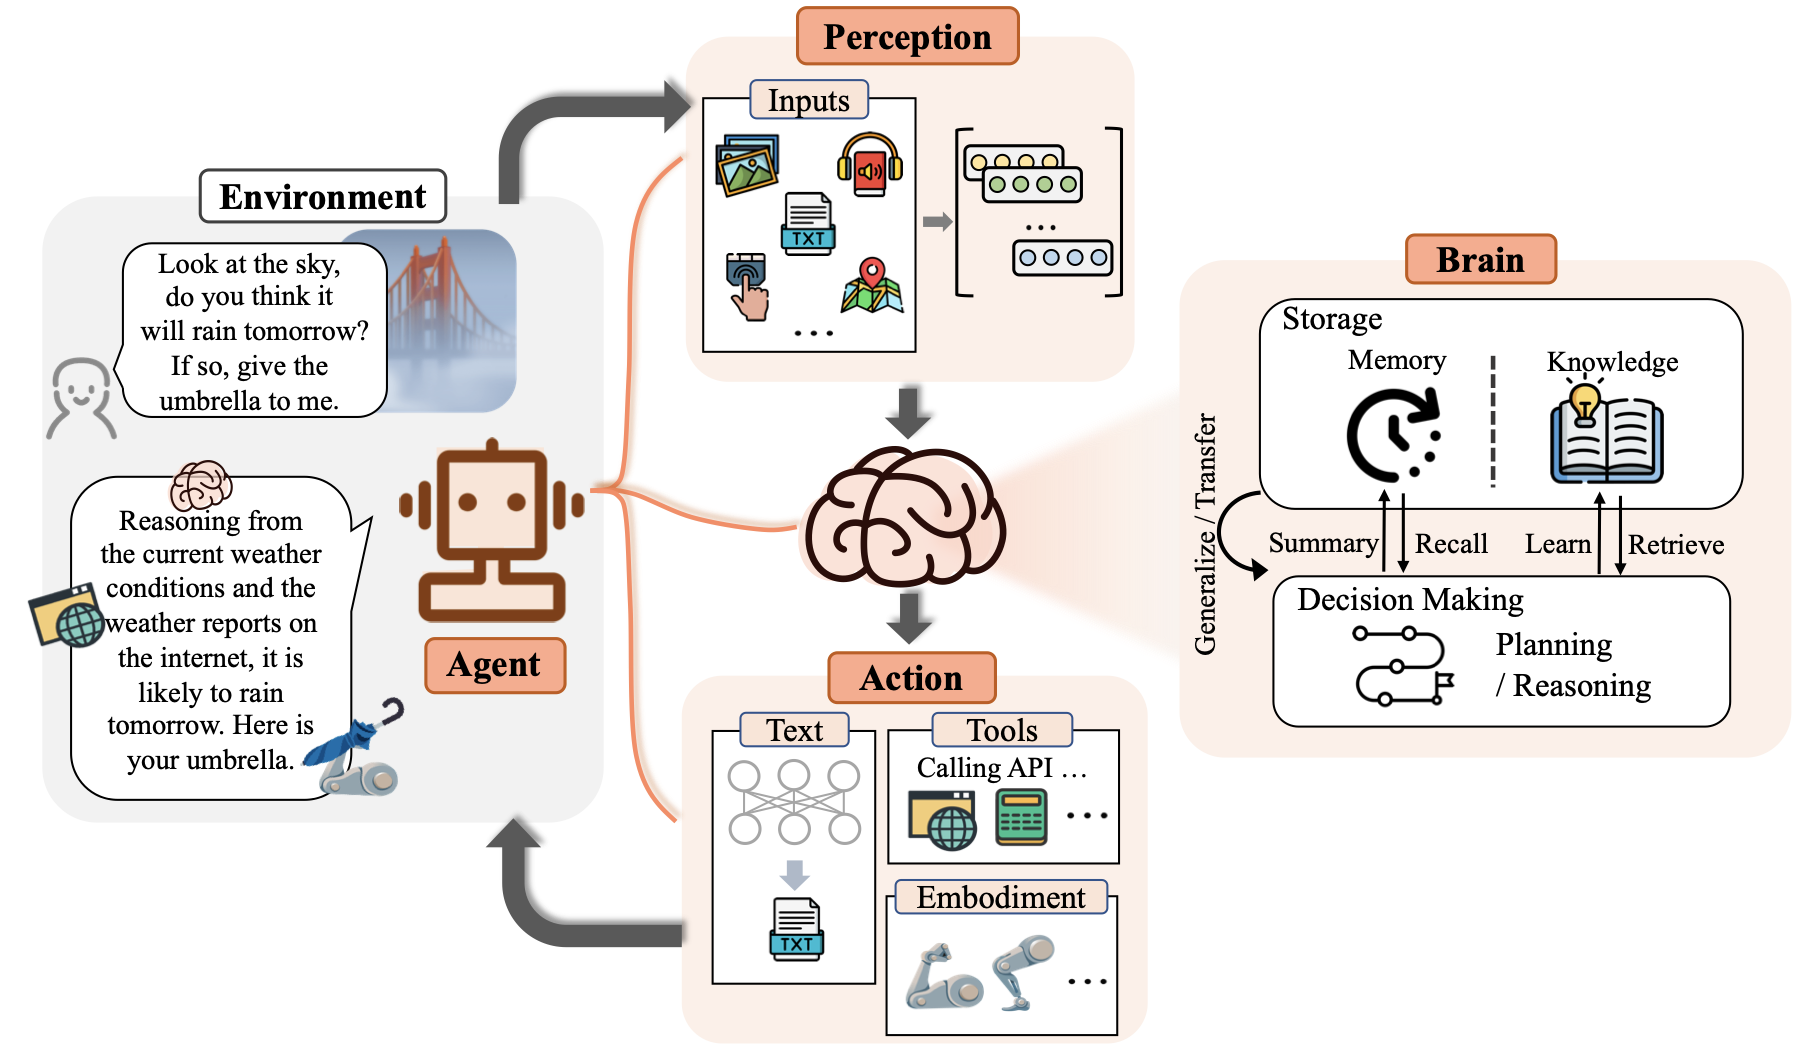 Perception
Inputs
TXT
...
...
Environment
Look at the sky,
do you think it
will rain tomorrow?
If so, give the
umbrella to me.
Reasoning from
the current weather
conditions and the
weather reports on
the internet, it is
likely to rain
tomorrow. Here is
your umbrella.
Agent
Action
Text
TXT
Tools
Calling API ...
...
Embodiment
...
Brain
Storage
Memory
Knowledge
Generalize / Transfer
Summary
Recall
Learn
Retrieve
Decision Making
Planning
/ Reasoning